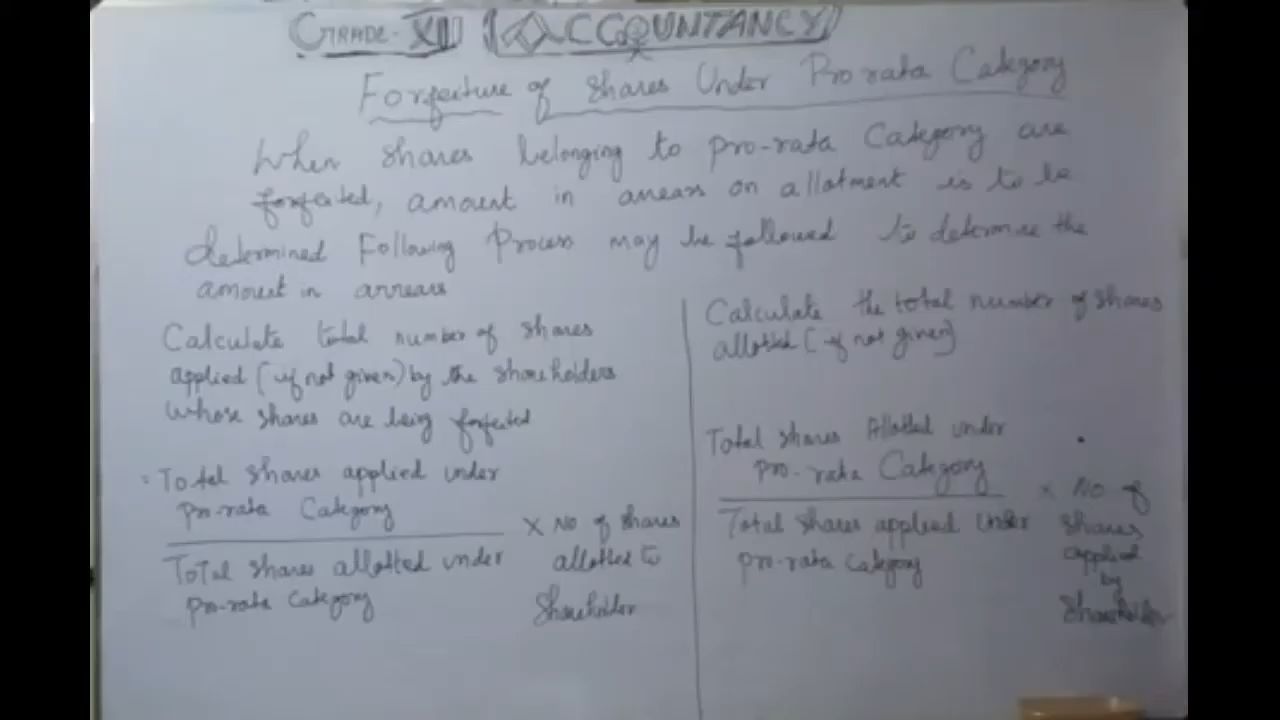 GRADE-XII ACCOUNTANCY
Forfeiture of Shares Under Pro rata Category
When shares belonging to pro-rata Category are
forfeited, amount in arrears on allotment is to be
determined Following Process may be followed to determine the
amount in arrears
Calculate total number of shares
applied (if not given) by the shareholders
whose shares are being forfeited
Total shares applied under
Pro-rata Category
Total shares allotted under
Pro-rata Category
× No of shares
allotted to
Shareholder
Calculate the total number of shares
allotted (if not given)
Total shares Allotted under
Pro-rata Category
Total shares applied Under
pro-rata Category
× No of
shares
applied
by
Shareholder